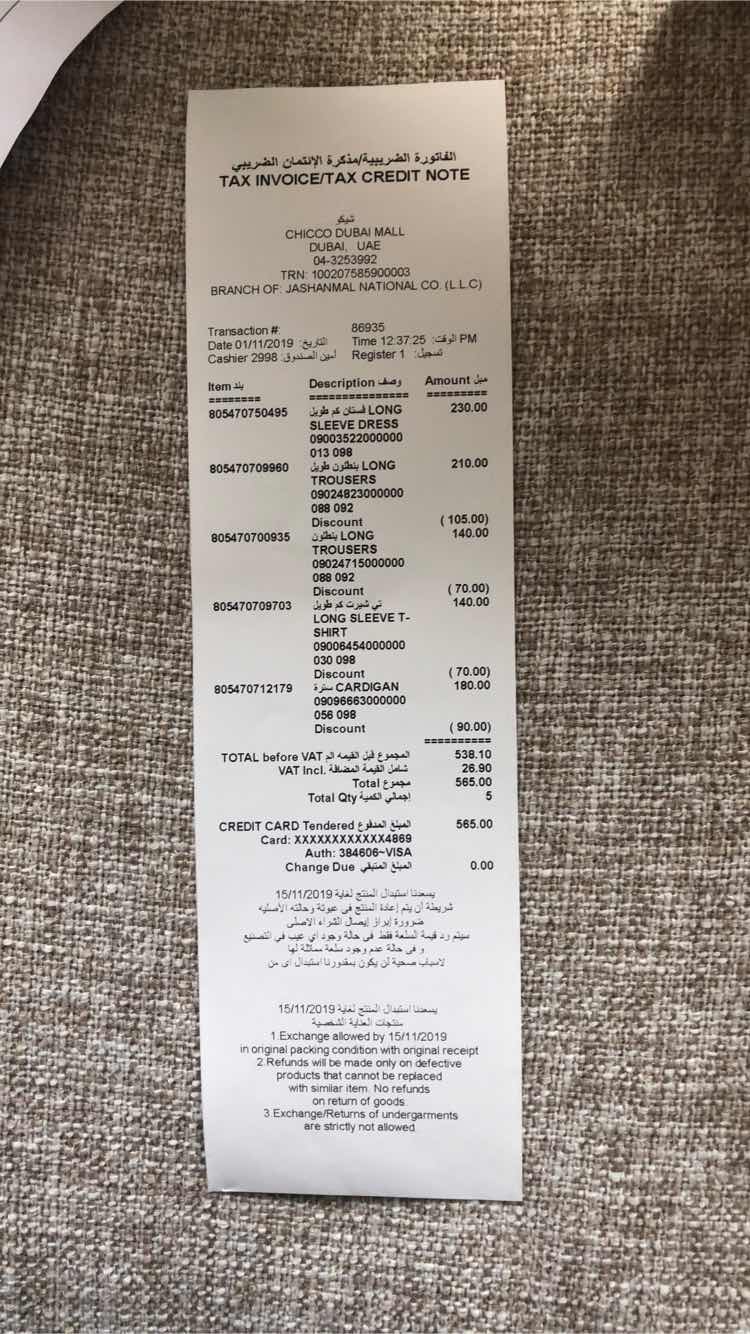 الفاتورة الضريبية/مذكرة الإئتمان الضريبي
TAX INVOICE/TAX CREDIT NOTE
شيكو
CHICCO DUBAI MALL
DUBAI, UAE
04-3253992
TRN: 100207585900003
BRANCH OF: JASHANMAL NATIONAL CO. (L.L.C)
Transaction #: 86935
Date 01/11/2019 التاريخ: Time 12:37:25 الوقت: PM
Cashier 2998 أمين الصندوق: Register 1 تسجيل:
Item بند Description وصف Amount مبل
======== =============== =========
805470750495 فستان كم طويل LONG 230.00
SLEEVE DRESS
09003522000000
013 098
805470709960 بنطلون طويل LONG 210.00
TROUSERS
09024823000000
088 092
Discount ( 105.00)
805470700935 بنطلون LONG 140.00
TROUSERS
09024715000000
088 092
Discount ( 70.00)
805470709703 تي شيرت كم طويل 140.00
LONG SLEEVE T-
SHIRT
09006454000000
030 098
Discount ( 70.00)
805470712179 سترة CARDIGAN 180.00
09096663000000
056 098
Discount ( 90.00)
==========
TOTAL before VAT المجموع قبل القيمه الم 538.10
VAT Incl. شامل القيمة المضافة 26.90
Total مجموع 565.00
Total Qty إجمالي الكمية 5
CREDIT CARD Tendered المبلغ المدفوع 565.00
Card: XXXXXXXXXXXX4869
Auth: 384606~VISA
Change Due المبلغ المتبقي 0.00
يسعدنا استبدال المنتج لغاية 15/11/2019
شريطة أن يتم إعادة المنتج فى عبوتة وحالته الأصليه
ضرورة إبراز إيصال الشراء الاصلى
سيتم رد قيمة السلعة فقط فى حالة وجود اي عيب في التصنيع
و فى حالة عدم وجود سلعة مماثلة لها
لاسباب صحية لن يكون بمقدورنا استبدال اى من
يسعدنا استبدال المنتج لغاية 15/11/2019
منتجات العناية الشخصية
1.Exchange allowed by 15/11/2019
in original packing condition with original receipt
2.Refunds will be made only on defective
products that cannot be replaced
with similar item. No refunds
on return of goods.
3.Exchange/Returns of undergarments
are strictly not allowed.